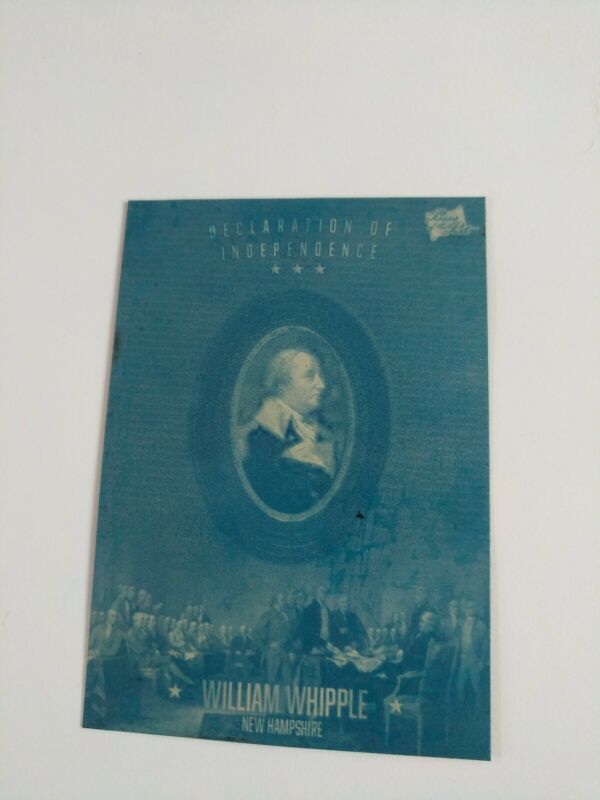 DECLARATION OF
INDEPENDENCE
WILLIAM WHIPPLE
NEW HAMPSHIRE